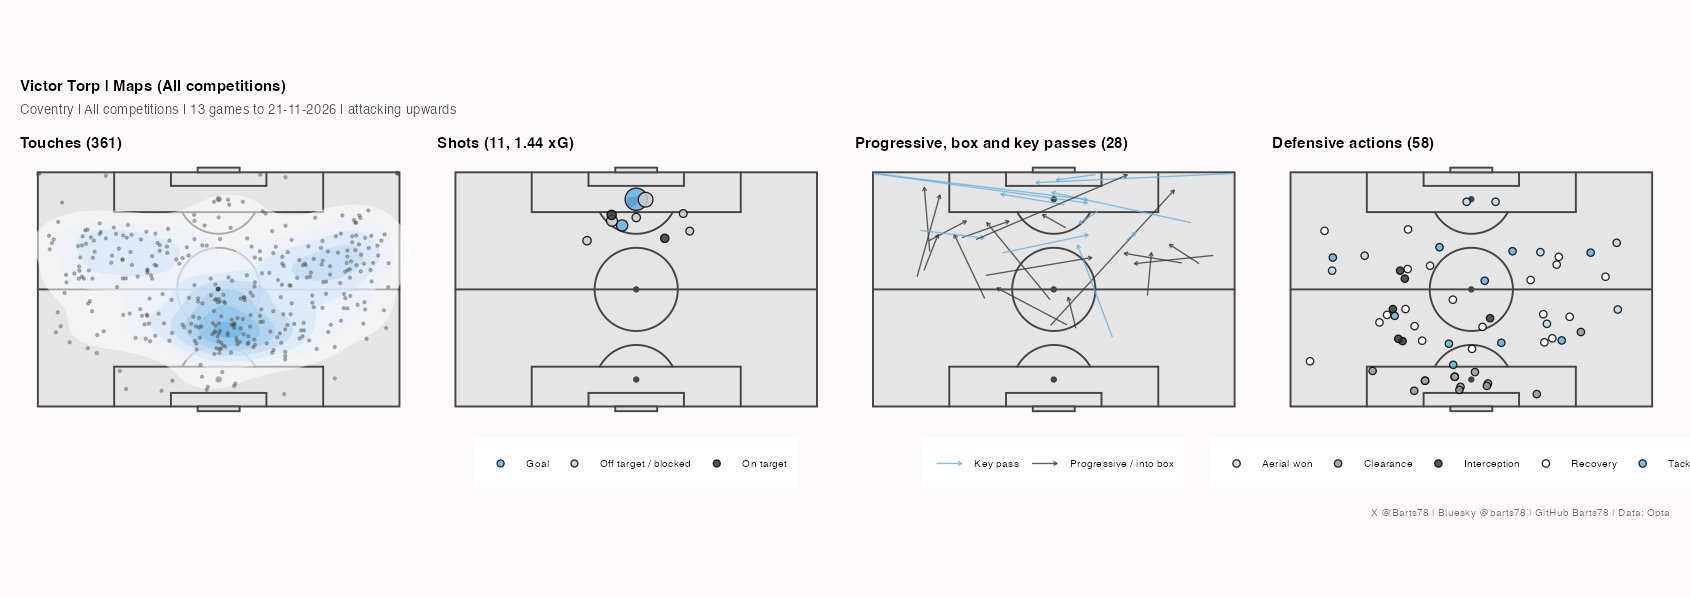 Victor Torp | Maps (All competitions)
Coventry | All competitions | 13 games to 21-11-2026 | attacking upwards
Touches (361)
Shots (11, 1.44 xG)
Progressive, box and key passes (28)
Defensive actions (58)
Goal
Off target / blocked
On target
Key pass
Progressive / into box
Aerial won
Clearance
Interception
Recovery
Tack
X @Barts78 | Bluesky @barts78 | GitHub Barts78 | Data: Opta